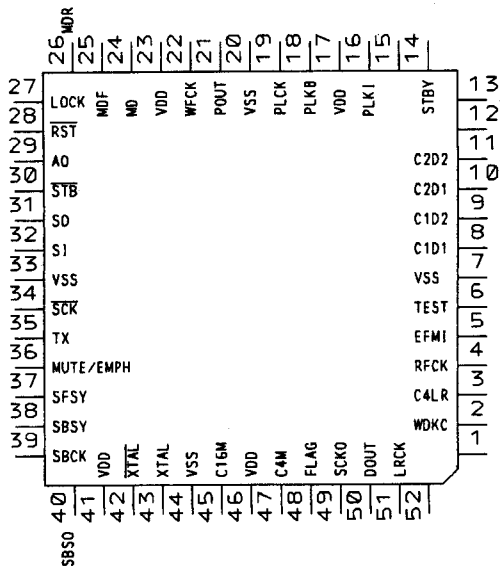 MDR
26 25 24 23 22 21 20 19 18 17 16 15 14
MDF MD VDD WFCK POUT VSS PLCK PLKB VDD PLKI STBY
27 LOCK
28 RST
29 AO
30 STB
31 SO
32 SI
33 VSS
34 SCK
35 TX
36 MUTE/EMPH
37 SFSY
38 SBSY
39 SBCK
13
12
11 C2D2
10 C2D1
9 C1D2
8 C1D1
7 VSS
6 TEST
5 EFMI
4 RFCK
3 C4LR
2 WDKC
1
VDD XTAL XTAL VSS C16M VDD C4M FLAG SCKO DOUT LRCK
40 41 42 43 44 45 46 47 48 49 50 51 52
SBSO